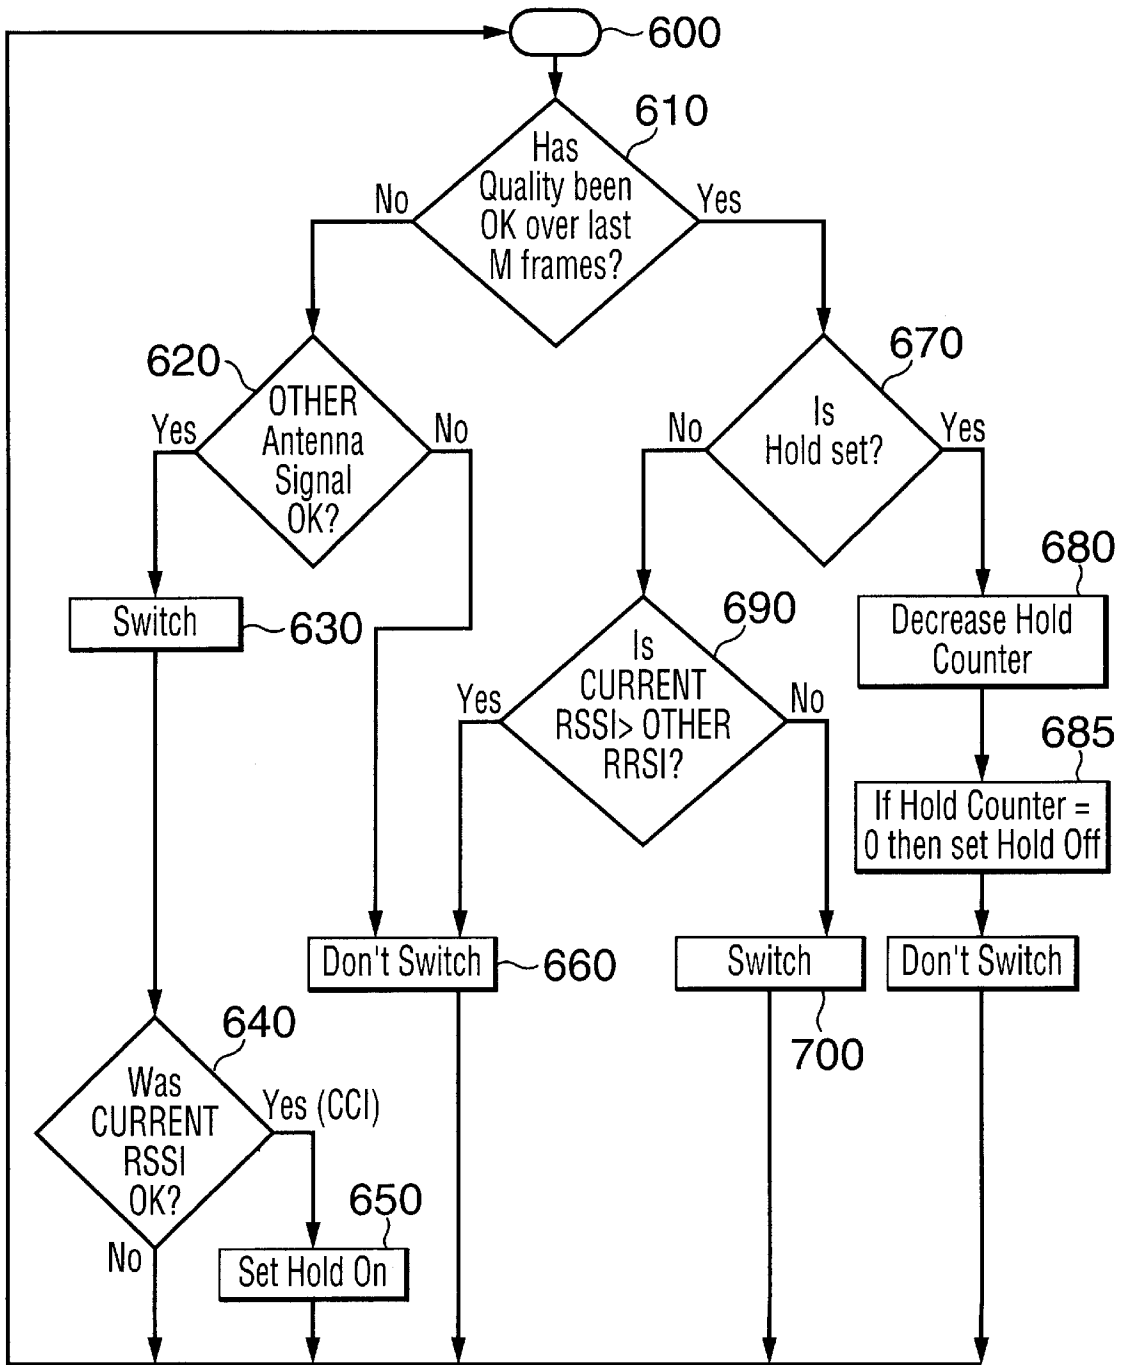 600
610
Has
Quality been
OK over last
M frames?
No
Yes
620
OTHER
Antenna
Signal
OK?
Yes
No
670
Is
Hold set?
No
Yes
Switch
630
680
Decrease Hold
Counter
690
Is
CURRENT
RSSI> OTHER
RRSI?
Yes
No
685
If Hold Counter =
0 then set Hold Off
Don't Switch
660
Switch
700
Don't Switch
640
Was
CURRENT
RSSI
OK?
Yes (CCI)
No
650
Set Hold On